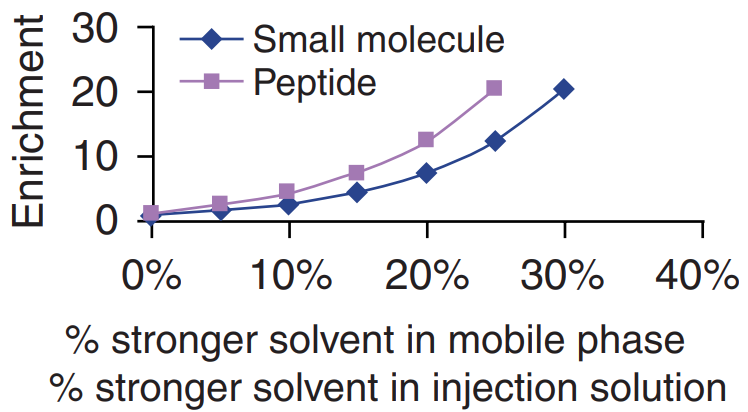 Enrichment
30
20
10
0
Small molecule
Peptide
0% 10% 20% 30% 40%
% stronger solvent in mobile phase
% stronger solvent in injection solution